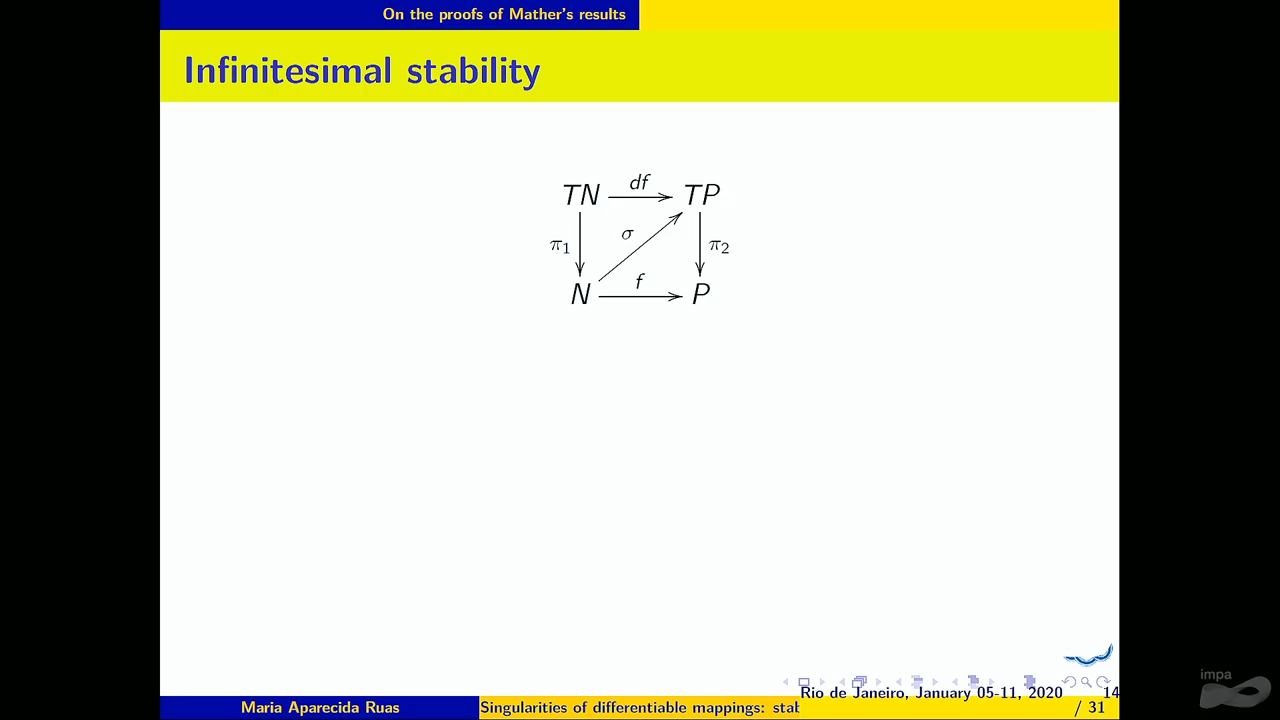 On the proofs of Mather's results
Infinitesimal stability
TN df TP
π1 σ π2
N f P
impa
Rio de Janeiro, January 05-11, 2020 14
Maria Aparecida Ruas Singularities of differentiable mappings: stab / 31